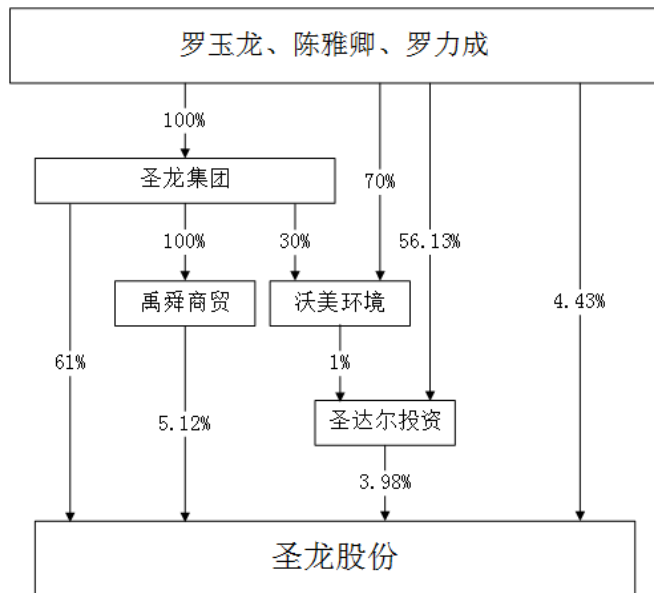 罗玉龙、陈雅卿、罗力成
100%
圣龙集团
70%
100%
30%
56.13%
禹舜商贸
沃美环境
4.43%
61%
1%
5.12%
圣达尔投资
3.98%
圣龙股份